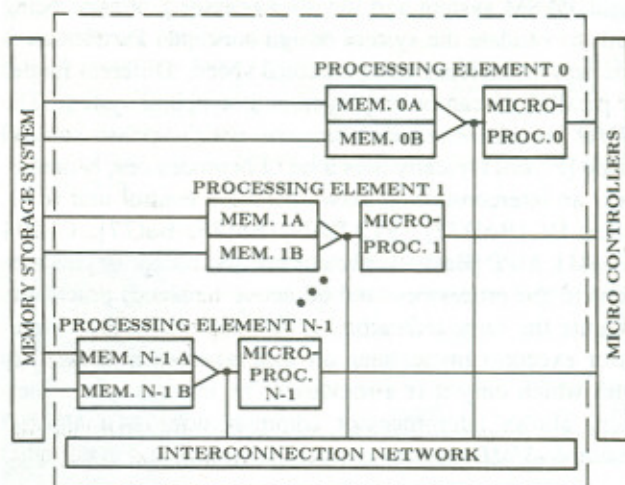 PROCESSING ELEMENT 0
MEM. 0A
MEM. 0B
MICRO-
PROC. 0
PROCESSING ELEMENT 1
MEM. 1A
MEM. 1B
MICRO-
PROC. 1
PROCESSING ELEMENT N-1
MEM. N-1 A
MEM. N-1 B
MICRO-
PROC.
N-1
INTERCONNECTION NETWORK
MEMORY STORAGE SYSTEM
MICRO CONTROLLERS